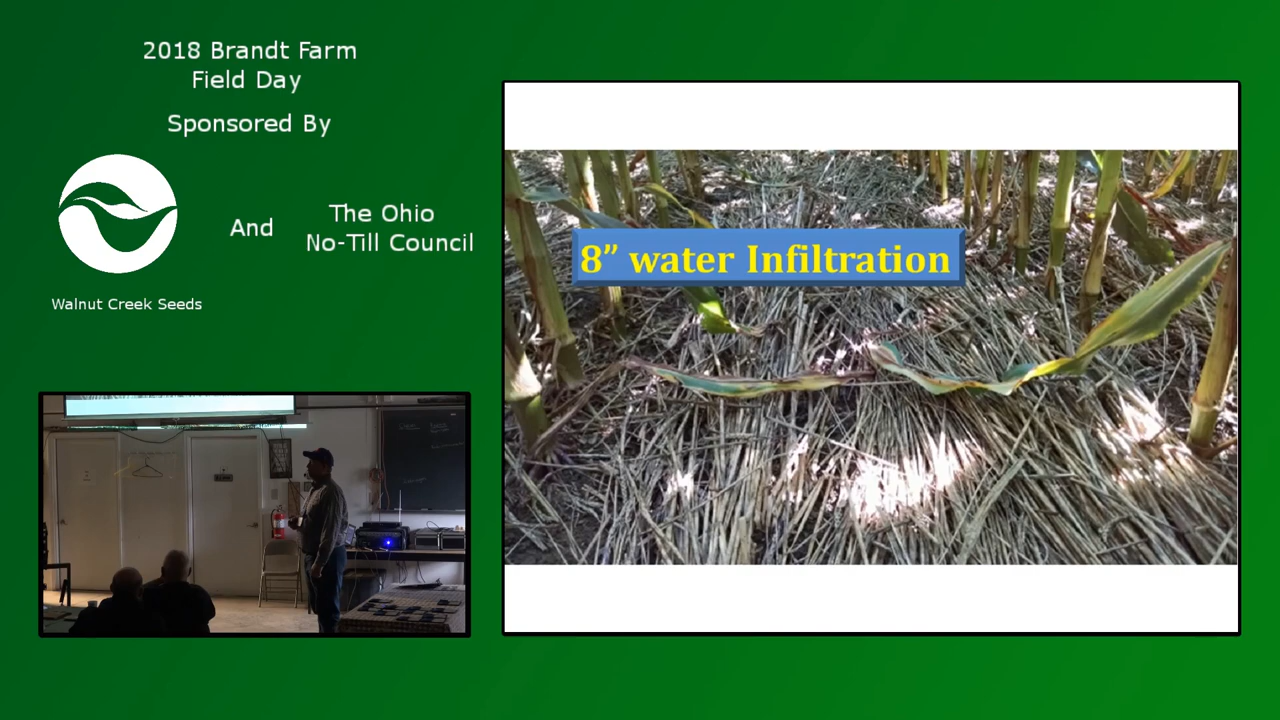 2018 Brandt Farm
Field Day
Sponsored By
And
The Ohio
No-Till Council
Walnut Creek Seeds
8” water Infiltration